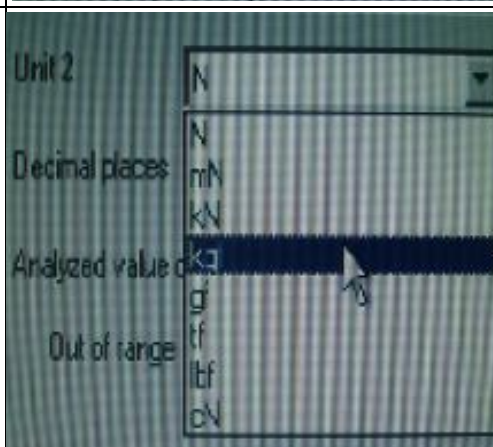 Unit 2
N
N
Decimal places
mN
kN
Analyzed value
kg
gf
Out of range
tf
lbf
cN